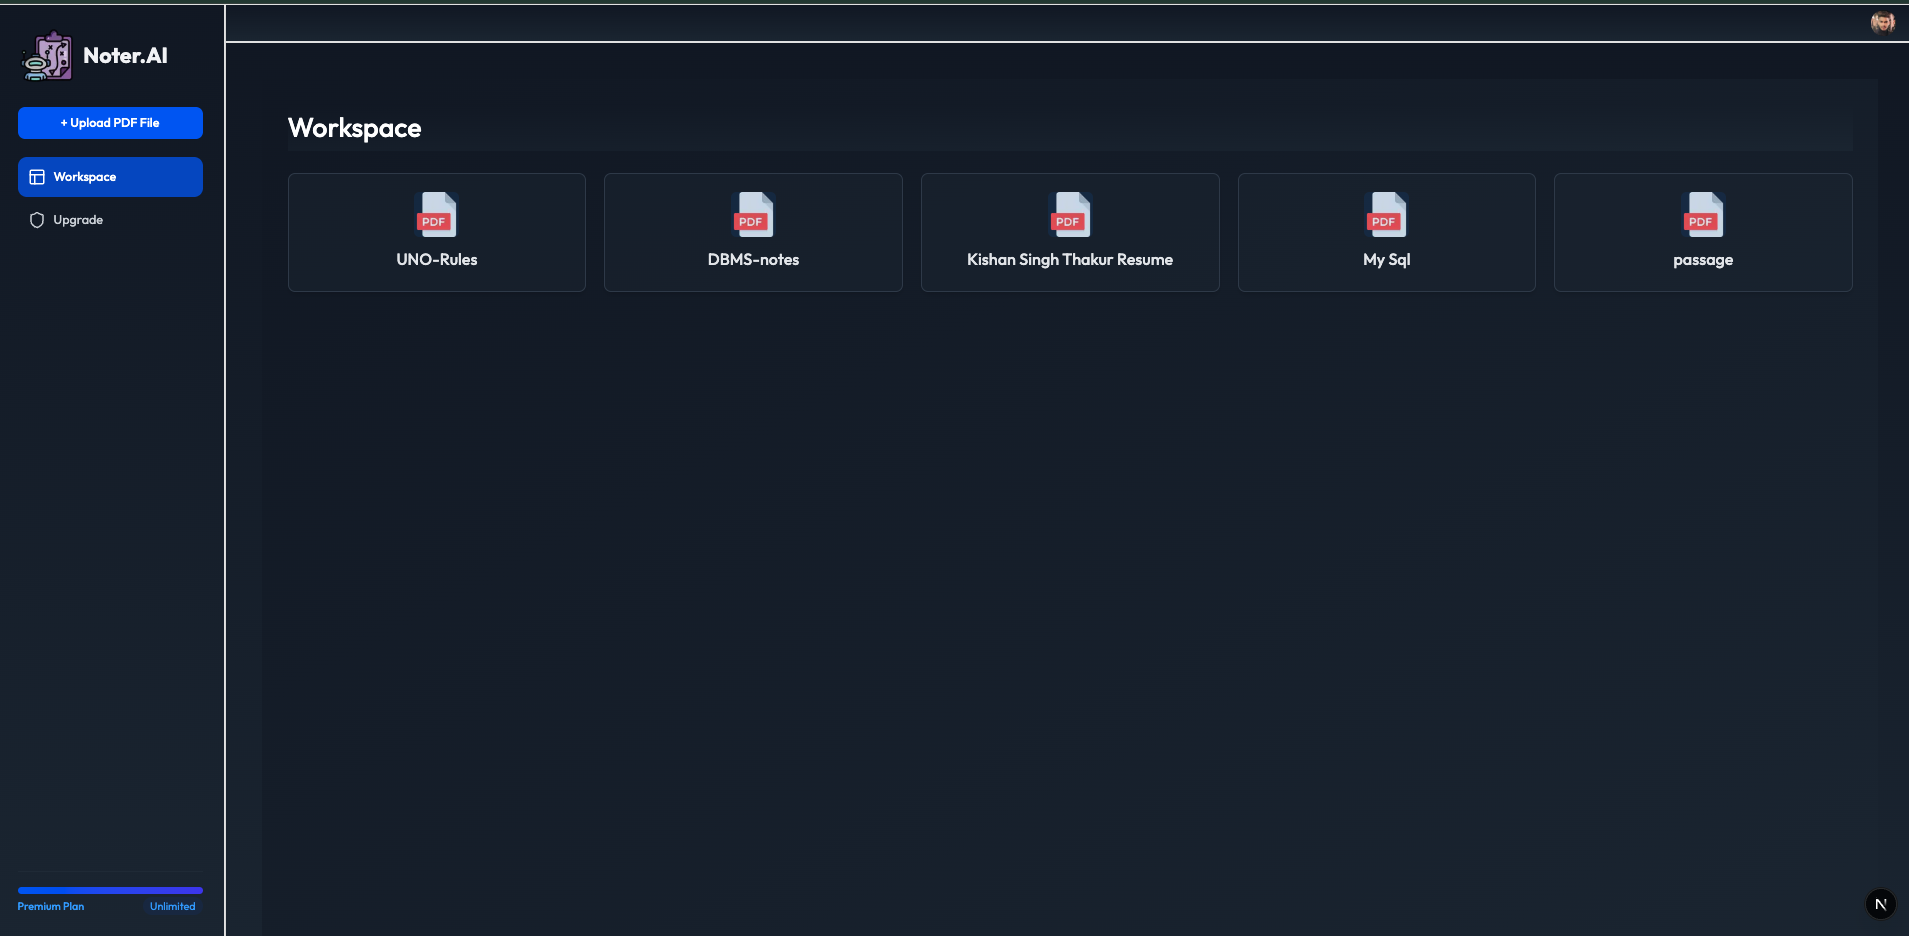 Noter.AI
+ Upload PDF File
Workspace
Upgrade
Workspace
PDF
UNO-Rules
PDF
DBMS-notes
PDF
Kishan Singh Thakur Resume
PDF
My Sql
PDF
passage
Premium Plan
Unlimited
N